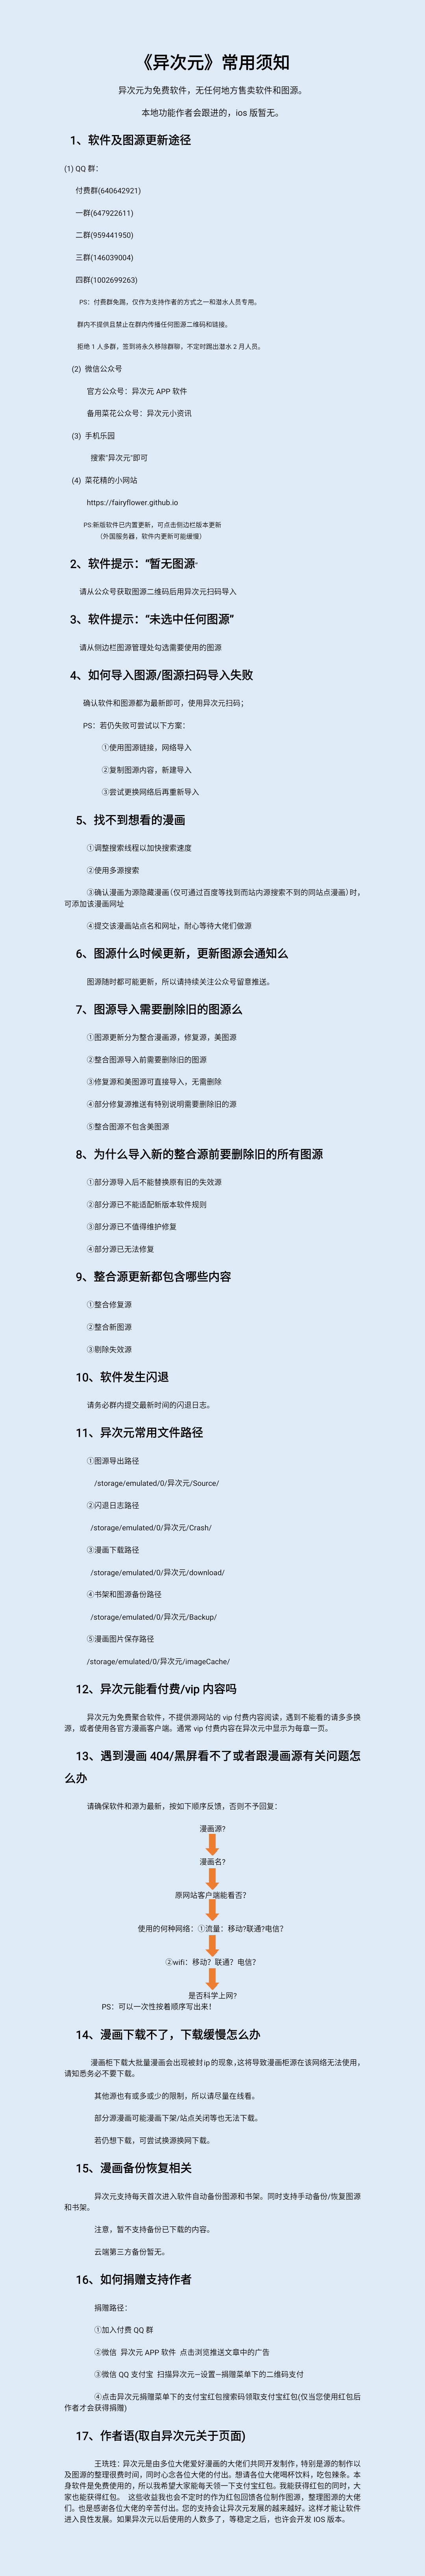 《异次元》常用须知
异次元为免费软件，无任何地方售卖软件和图源。
本地功能作者会跟进的，ios 版暂无。
1、软件及图源更新途径
(1) QQ 群：
付费群(640642921)
一群(647922611)
二群(959441950)
三群(146039004)
四群(1002699263)
PS：付费群免踢，仅作为支持作者的方式之一和潜水人员专用。
群内不提供且禁止在群内传播任何图源二维码和链接。
拒绝 1 人多群，签到将永久移除群聊，不定时踢出潜水 2 月人员。
(2) 微信公众号
官方公众号：异次元 APP 软件
备用菜花公众号：异次元小资讯
(3) 手机乐园
搜索"异次元"即可
(4) 菜花精的小网站
https://fairyflower.github.io
PS:新版软件已内置更新，可点击侧边栏版本更新
（外国服务器，软件内更新可能缓慢）
2、软件提示：“暂无图源”
请从公众号获取图源二维码后用异次元扫码导入
3、软件提示：“未选中任何图源”
请从侧边栏图源管理处勾选需要使用的图源
4、如何导入图源/图源扫码导入失败
确认软件和图源都为最新即可，使用异次元扫码；
PS：若仍失败可尝试以下方案：
①使用图源链接，网络导入
②复制图源内容，新建导入
③尝试更换网络后再重新导入
5、找不到想看的漫画
①调整搜索线程以加快搜索速度
②使用多源搜索
③确认漫画为源隐藏漫画（仅可通过百度等找到而站内源搜索不到的同站点漫画）时，
可添加该漫画网址
④提交该漫画站点名和网址，耐心等待大佬们做源
6、图源什么时候更新，更新图源会通知么
图源随时都可能更新，所以请持续关注公众号留意推送。
7、图源导入需要删除旧的图源么
①图源更新分为整合漫画源，修复源，美图源
②整合图源导入前需要删除旧的图源
③修复源和美图源可直接导入，无需删除
④部分修复源推送有特别说明需要删除旧的源
⑤整合图源不包含美图源
8、为什么导入新的整合源前要删除旧的所有图源
①部分源导入后不能替换原有旧的失效源
②部分源已不能适配新版本软件规则
③部分源已不值得维护修复
④部分源已无法修复
9、整合源更新都包含哪些内容
①整合修复源
②整合新图源
③剔除失效源
10、软件发生闪退
请务必群内提交最新时间的闪退日志。
11、异次元常用文件路径
①图源导出路径
/storage/emulated/0/异次元/Source/
②闪退日志路径
/storage/emulated/0/异次元/Crash/
③漫画下载路径
/storage/emulated/0/异次元/download/
④书架和图源备份路径
/storage/emulated/0/异次元/Backup/
⑤漫画图片保存路径
/storage/emulated/0/异次元/imageCache/
12、异次元能看付费/vip 内容吗
异次元为免费聚合软件，不提供源网站的 vip 付费内容阅读，遇到不能看的请多多换
源，或者使用各官方漫画客户端。通常 vip 付费内容在异次元中显示为每章一页。
13、遇到漫画 404/黑屏看不了或者跟漫画源有关问题怎
么办
请确保软件和源为最新，按如下顺序反馈，否则不予回复：
漫画源?
漫画名?
原网站客户端能看否?
使用的何种网络：①流量：移动?联通?电信?
②wifi：移动？联通？电信？
是否科学上网?
PS：可以一次性按着顺序写出来！
14、漫画下载不了，下载缓慢怎么办
漫画柜下载大批量漫画会出现被封 ip 的现象，这将导致漫画柜源在该网络无法使用，
请知悉务必不要下载。
其他源也有或多或少的限制，所以请尽量在线看。
部分源漫画可能漫画下架/站点关闭等也无法下载。
若仍想下载，可尝试换源换网下载。
15、漫画备份恢复相关
异次元支持每天首次进入软件自动备份图源和书架。同时支持手动备份/恢复图源
和书架。
注意，暂不支持备份已下载的内容。
云端第三方备份暂无。
16、如何捐赠支持作者
捐赠路径：
①加入付费 QQ 群
②微信 异次元 APP 软件 点击浏览推送文章中的广告
③微信 QQ 支付宝 扫描异次元—设置—捐赠菜单下的二维码支付
④点击异次元捐赠菜单下的支付宝红包搜索码领取支付宝红包(仅当您使用红包后
作者才会获得捐赠)
17、作者语(取自异次元关于页面)
王珗珄：异次元是由多位大佬爱好漫画的大佬们共同开发制作，特别是源的制作以
及图源的整理很费时间，同时心念各位大佬的付出。想请各位大佬喝杯饮料，吃包辣条。本
身软件是免费使用的，所以我希望大家能每天领一下支付宝红包。我能获得红包的同时，大
家也能获得红包。 这些收益我也会不定时的作为红包回馈各位制作图源，整理图源的大佬
们。也是感谢各位大佬的辛苦付出。您的支持会让异次元发展的越来越好。这样才能让软件
进入良性发展。如果异次元以后使用的人数多了，等稳定之后，也许会开发 IOS 版本。